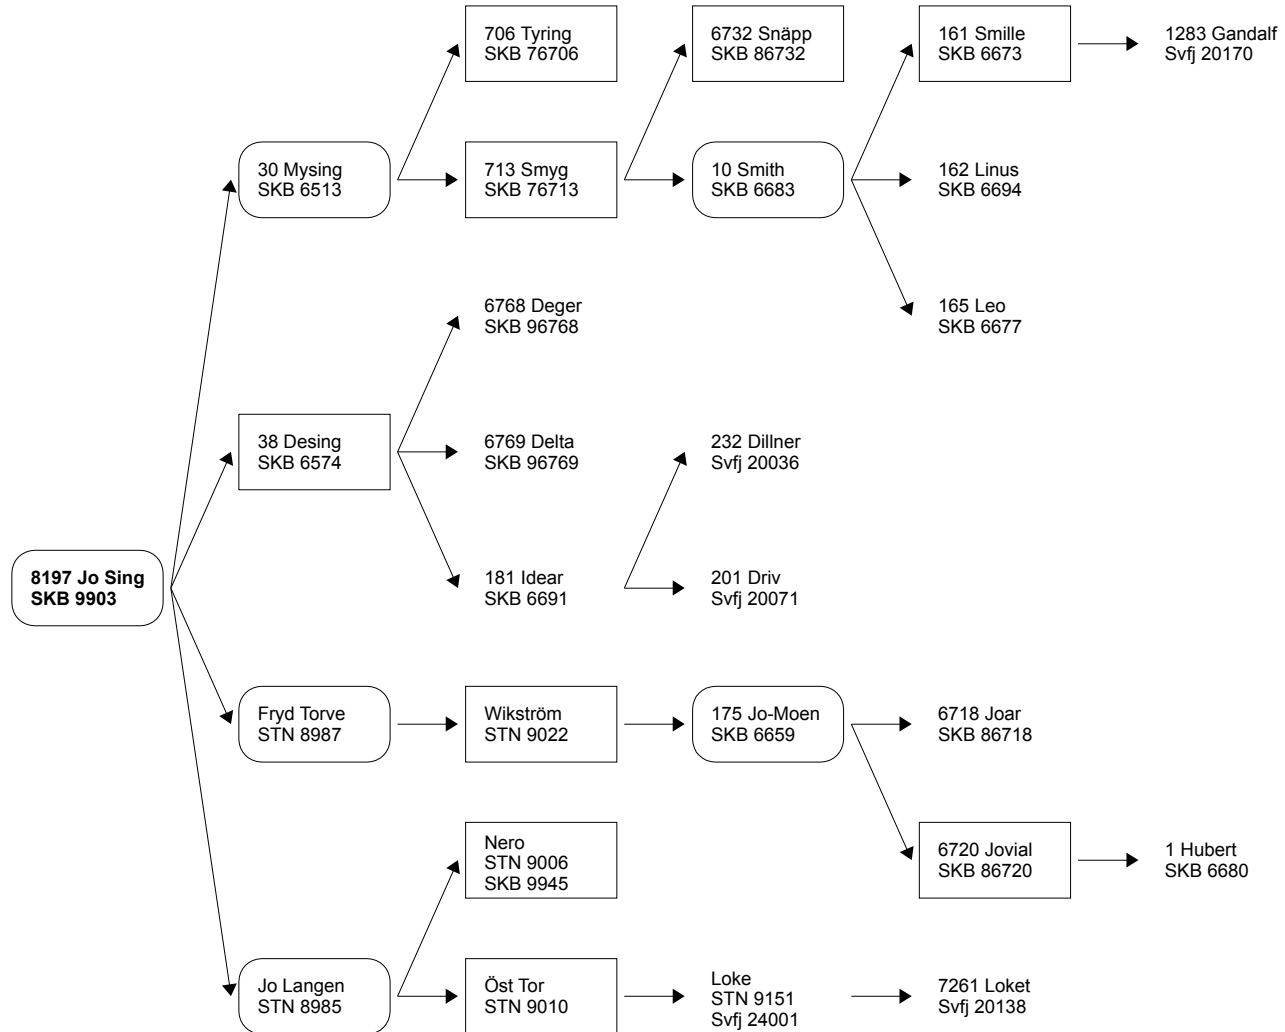 706 Tyring
SKB 76706
6732 Snäpp
SKB 86732
161 Smille
SKB 6673
1283 Gandalf
Svfj 20170
30 Mysing
SKB 6513
713 Smyg
SKB 76713
10 Smith
SKB 6683
162 Linus
SKB 6694
6768 Deger
SKB 96768
165 Leo
SKB 6677
38 Desing
SKB 6574
6769 Delta
SKB 96769
232 Dillner
Svfj 20036
8197 Jo Sing
SKB 9903
181 Idear
SKB 6691
201 Driv
Svfj 20071
Fryd Torve
STN 8987
Wikström
STN 9022
175 Jo-Moen
SKB 6659
6718 Joar
SKB 86718
Nero
STN 9006
SKB 9945
6720 Jovial
SKB 86720
1 Hubert
SKB 6680
Jo Langen
STN 8985
Öst Tor
STN 9010
Loke
STN 9151
Svfj 24001
7261 Loket
Svfj 20138